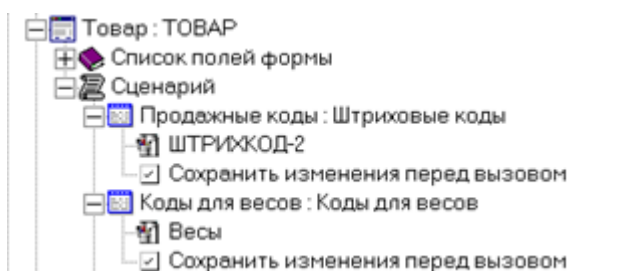 Товар : ТОВАР
Список полей формы
Сценарий
Продажные коды : Штриховые коды
ШТРИХКОД-2
Сохранить изменения перед вызовом
Коды для весов : Коды для весов
Весы
Сохранить изменения перед вызовом